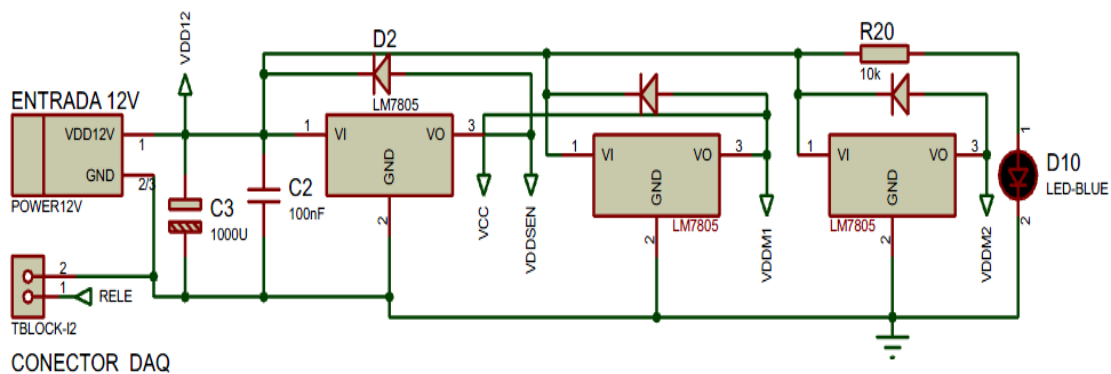 VDD12
D2
R20
10k
LM7805
ENTRADA 12V
VDD12V
1
GND
2/3
POWER12V
1
VI
VO
3
GND
2
C3
1000U
C2
100nF
VCC
VDDSEN
1
VI
VO
3
GND
2
LM7805
VDDM1
1
VI
VO
3
GND
2
LM7805
VDDM2
1
D10
LED-BLUE
2
2
1
RELE
TBLOCK-I2
CONECTOR DAQ